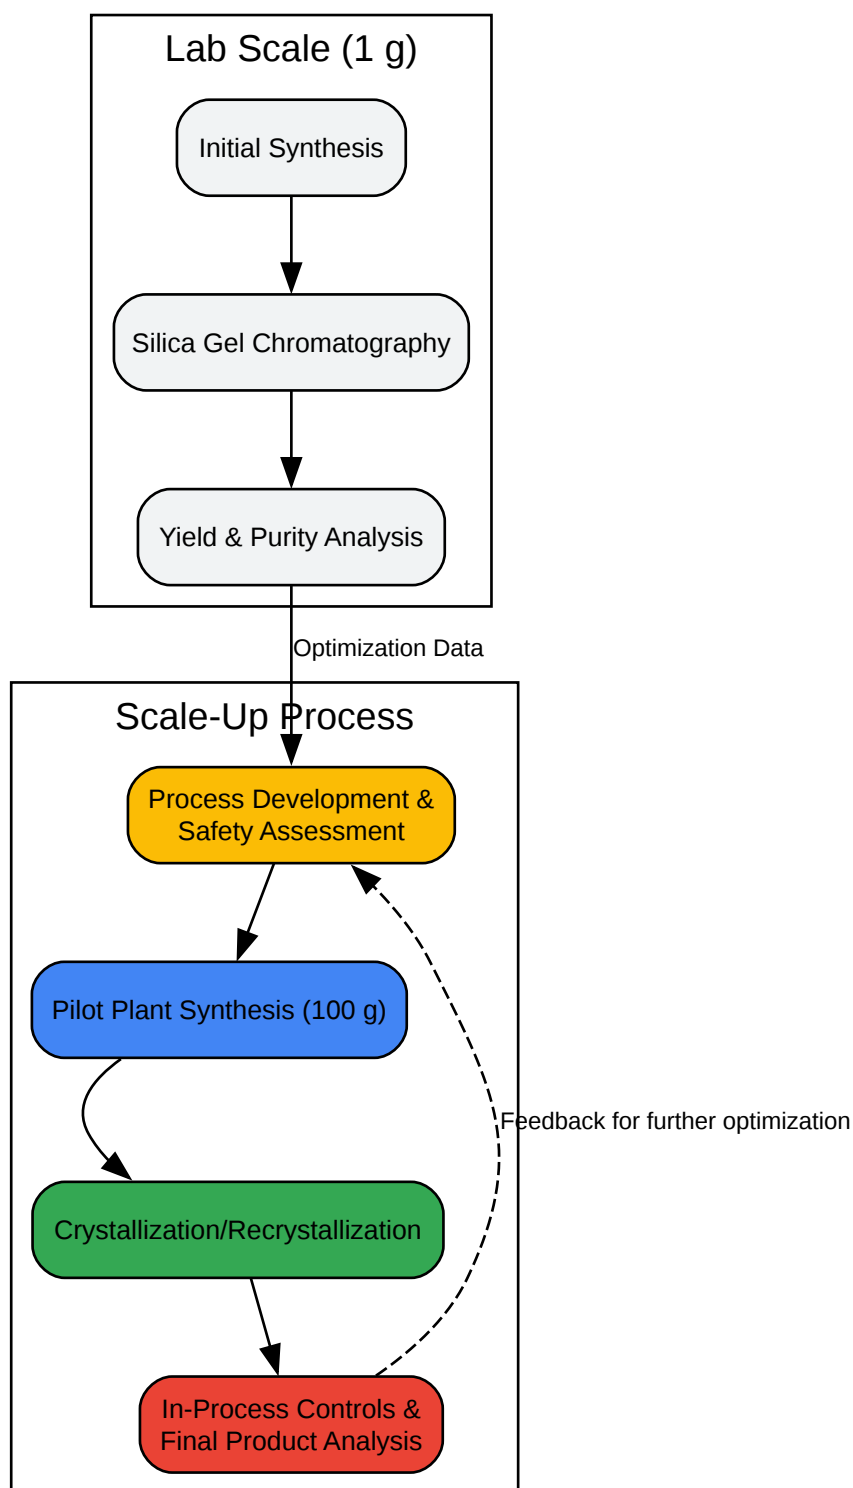 Lab Scale (1 g)
Initial Synthesis
Silica Gel Chromatography
Yield & Purity Analysis
Optimization Data
Scale-Up Process
Process Development &
Safety Assessment
Pilot Plant Synthesis (100 g)
Feedback for further optimization
Crystallization/Recrystallization
In-Process Controls &
Final Product Analysis